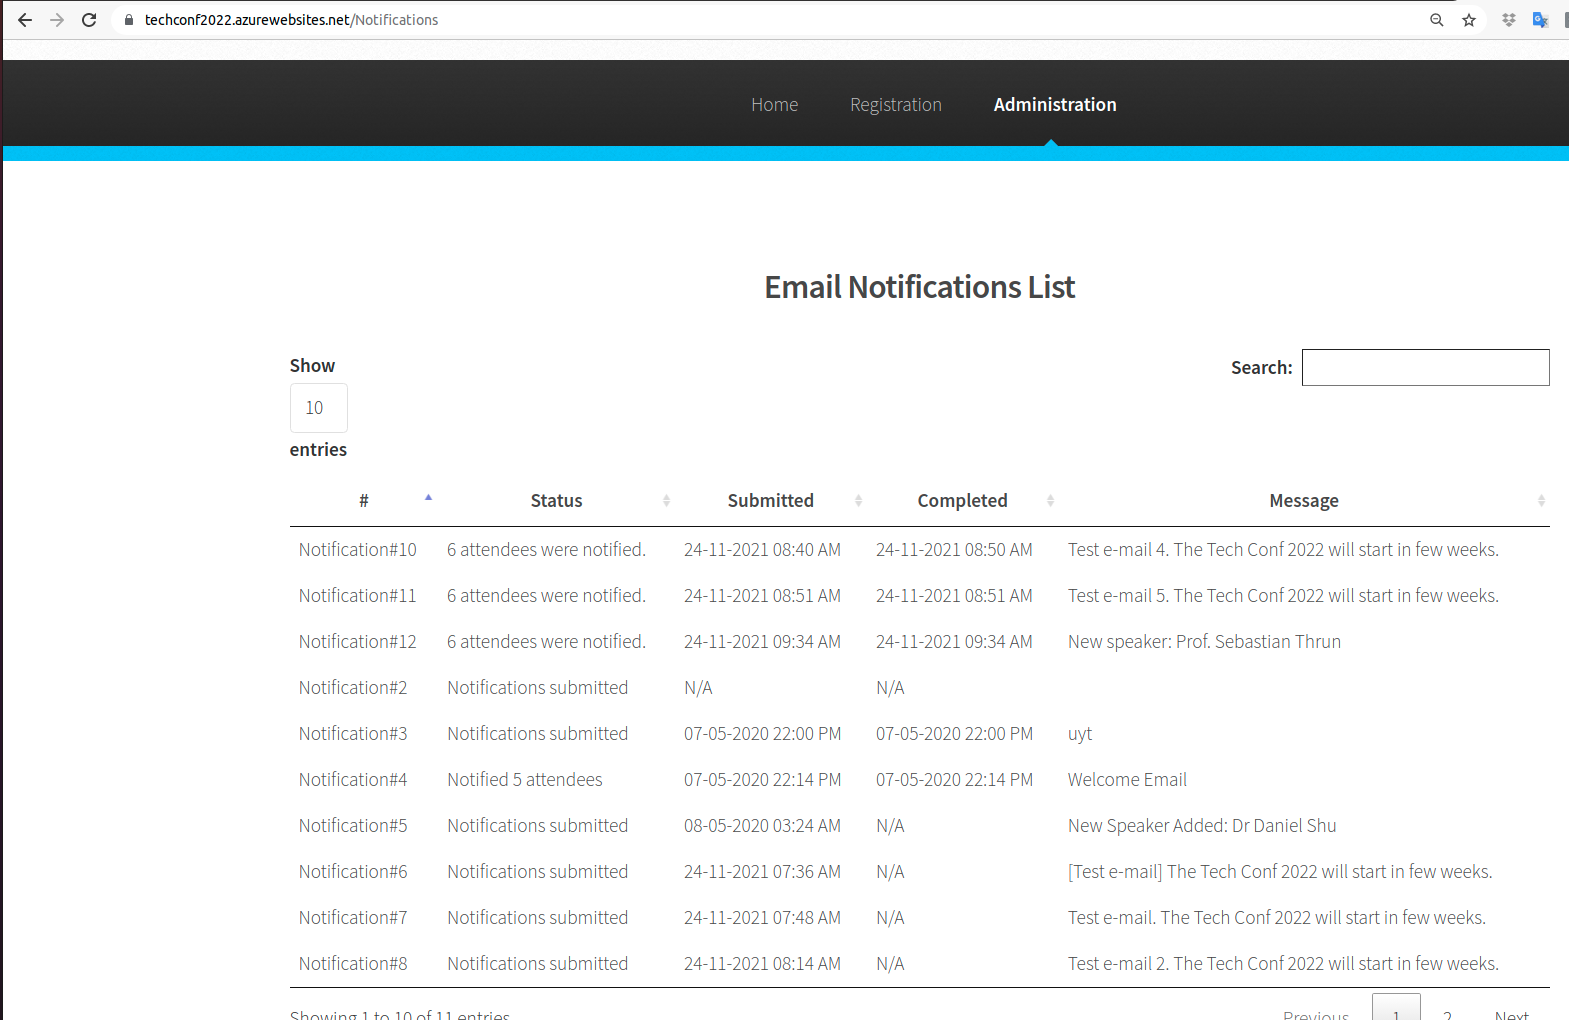 techconf2022.azurewebsites.net/Notifications
Home Registration Administration
Email Notifications List
Show
10
entries
Search:
# Status Submitted Completed Message
Notification#10 6 attendees were notified. 24-11-2021 08:40 AM 24-11-2021 08:50 AM Test e-mail 4. The Tech Conf 2022 will start in few weeks.
Notification#11 6 attendees were notified. 24-11-2021 08:51 AM 24-11-2021 08:51 AM Test e-mail 5. The Tech Conf 2022 will start in few weeks.
Notification#12 6 attendees were notified. 24-11-2021 09:34 AM 24-11-2021 09:34 AM New speaker: Prof. Sebastian Thrun
Notification#2 Notifications submitted N/A N/A
Notification#3 Notifications submitted 07-05-2020 22:00 PM 07-05-2020 22:00 PM uyt
Notification#4 Notified 5 attendees 07-05-2020 22:14 PM 07-05-2020 22:14 PM Welcome Email
Notification#5 Notifications submitted 08-05-2020 03:24 AM N/A New Speaker Added: Dr Daniel Shu
Notification#6 Notifications submitted 24-11-2021 07:36 AM N/A [Test e-mail] The Tech Conf 2022 will start in few weeks.
Notification#7 Notifications submitted 24-11-2021 07:48 AM N/A Test e-mail. The Tech Conf 2022 will start in few weeks.
Notification#8 Notifications submitted 24-11-2021 08:14 AM N/A Test e-mail 2. The Tech Conf 2022 will start in few weeks.
Showing 1 to 10 of 11 entries Previous 1 2 Next